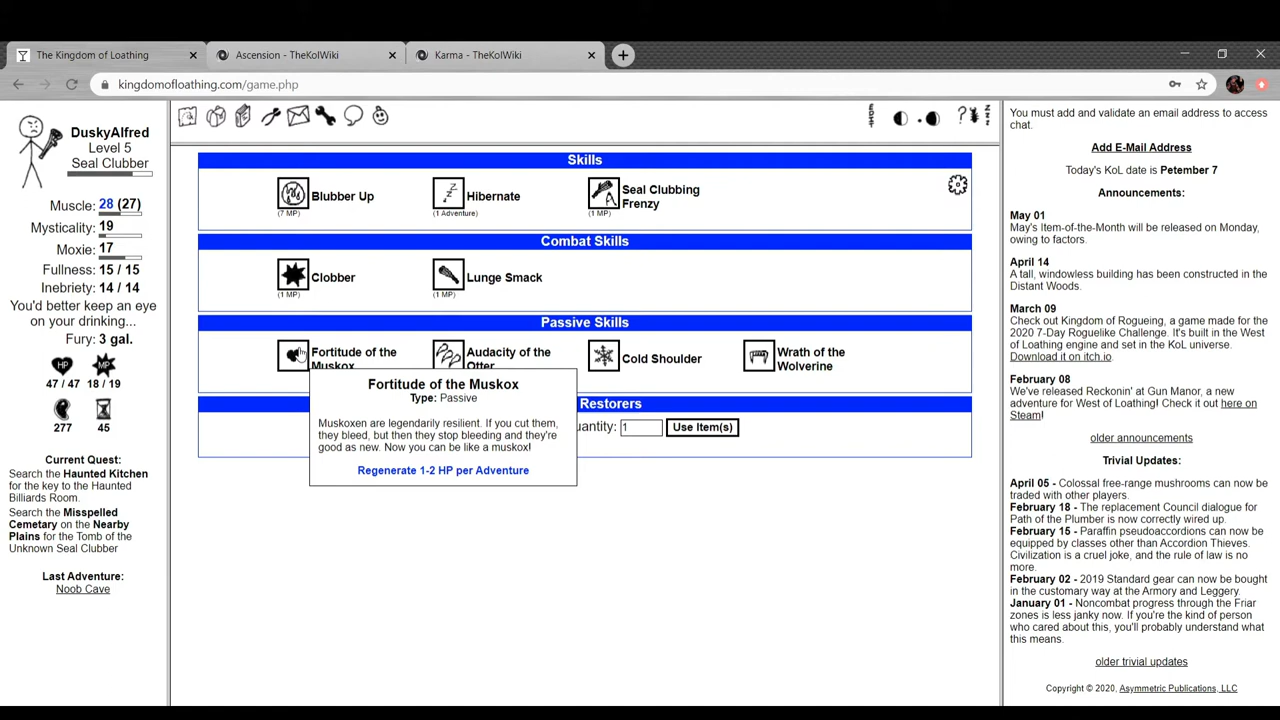 The Kingdom of Loathing
Ascension - TheKolWiki
Karma - TheKolWiki
kingdomofloathing.com/game.php
DuskyAlfred
Level 5
Seal Clubber
Muscle: 28 (27)
Mysticality: 19
Moxie: 17
Fullness: 15 / 15
Inebriety: 14 / 14
You'd better keep an eye
on your drinking...
Fury: 3 gal.
HP MP
47 / 47 18 / 19
277 45
Current Quest:
Search the Haunted Kitchen
for the key to the Haunted
Billiards Room.
Search the Misspelled
Cemetary on the Nearby
Plains for the Tomb of the
Unknown Seal Clubber
Last Adventure:
Noob Cave
Skills
Blubber Up
(7 MP)
Hibernate
(1 Adventure)
Seal Clubbing
Frenzy
(1 MP)
Combat Skills
Clobber
(1 MP)
Lunge Smack
(1 MP)
Passive Skills
Fortitude of the
Muskox
Audacity of the
Otter
Cold Shoulder
Wrath of the
Wolverine
Fortitude of the Muskox
Type: Passive
Muskoxen are legendarily resilient. If you cut them,
they bleed, but then they stop bleeding and they're
good as new. Now you can be like a muskox!
Regenerate 1-2 HP per Adventure
Restorers
uantity: 1 Use Item(s)
You must add and validate an email address to access
chat.
Add E-Mail Address
Today's KoL date is Petember 7
Announcements:
May 01
May's Item-of-the-Month will be released on Monday,
owing to factors.
April 14
A tall, windowless building has been constructed in the
Distant Woods.
March 09
Check out Kingdom of Rogueing, a game made for the
2020 7-Day Roguelike Challenge. It's built in the West
of Loathing engine and set in the KoL universe.
Download it on itch.io.
February 08
We've released Reckonin' at Gun Manor, a new
adventure for West of Loathing! Check it out here on
Steam!
older announcements
Trivial Updates:
April 05 - Colossal free-range mushrooms can now be
traded with other players.
February 18 - The replacement Council dialogue for
Path of the Plumber is now correctly wired up.
February 15 - Paraffin pseudoaccordions can now be
equipped by classes other than Accordion Thieves.
Civilization is a cruel joke, and the rule of law is no
more.
February 02 - 2019 Standard gear can now be bought
in the customary way at the Armory and Leggery.
January 01 - Noncombat progress through the Friar
zones is less janky now. If you're the kind of person
who cared about this, you'll probably understand what
this means.
older trivial updates
Copyright © 2020, Asymmetric Publications, LLC